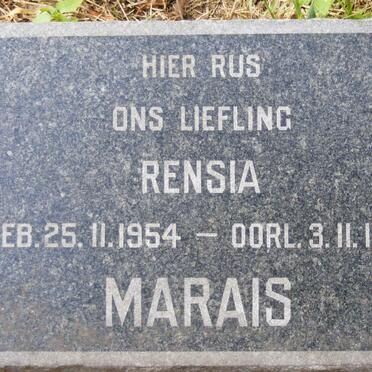 HIER RUS
ONS LIEFLING
RENSIA
EB. 25.11.1954 — OORL. 3.11.1
MARAIS